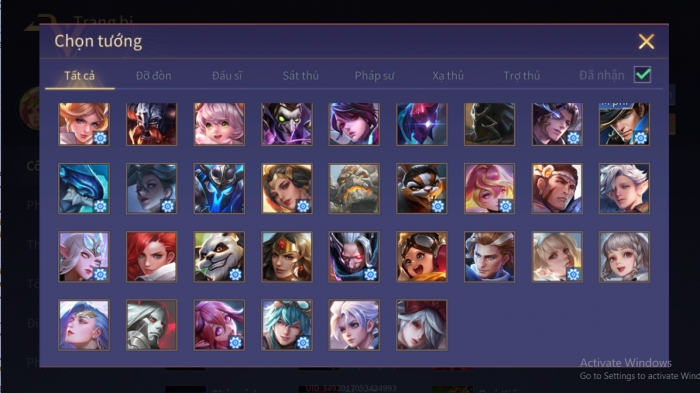 Trang bị
Chọn tướng
Tất cả
Đỡ đòn
Đấu sĩ
Sát thủ
Pháp sư
Xạ thủ
Trợ thủ
Đã nhận
Activate Windows
Go to Settings to activate Wind